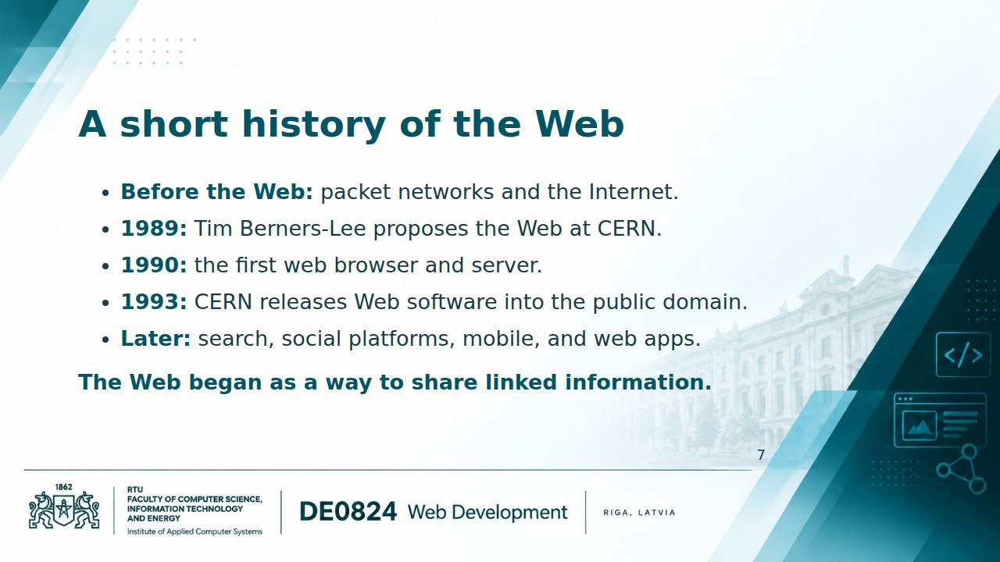 A short history of the Web
• Before the Web: packet networks and the Internet.
• 1989: Tim Berners-Lee proposes the Web at CERN.
• 1990: the first web browser and server.
• 1993: CERN releases Web software into the public domain.
• Later: search, social platforms, mobile, and web apps.
The Web began as a way to share linked information.
7
1862
RTU
FACULTY OF COMPUTER SCIENCE,
INFORMATION TECHNOLOGY
AND ENERGY
Institute of Applied Computer Systems
DE0824 Web Development
RIGA, LATVIA
</>